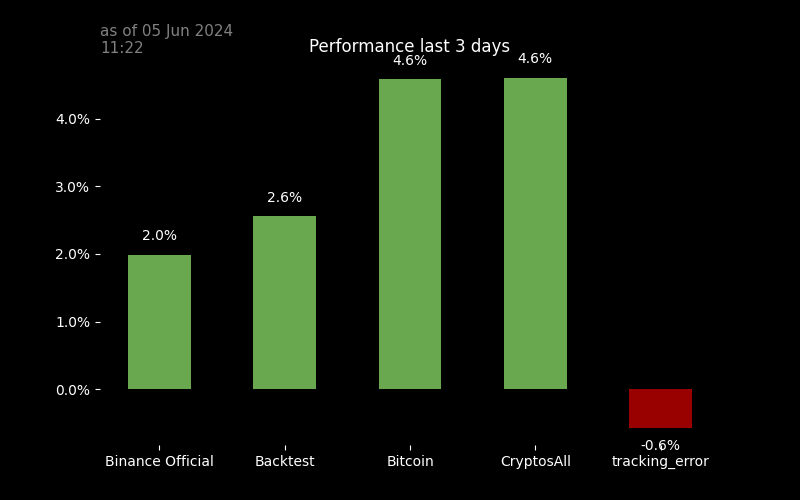 as of 05 Jun 2024
11:22
Performance last 3 days
4.6%
4.6%
4.0%
3.0%
2.6%
2.0%
2.0%
1.0%
0.0%
-0.6%
Binance Official
Backtest
Bitcoin
CryptosAll
tracking_error